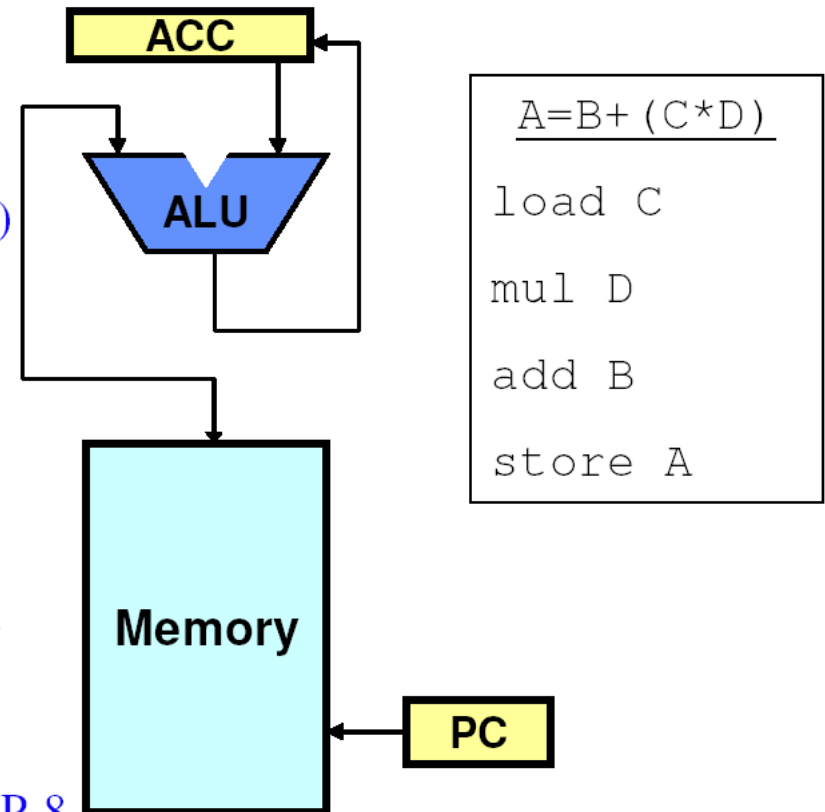 ACC
ALU
)
Memory
PC
A=B+(C*D)
load C
mul D
add B
store A